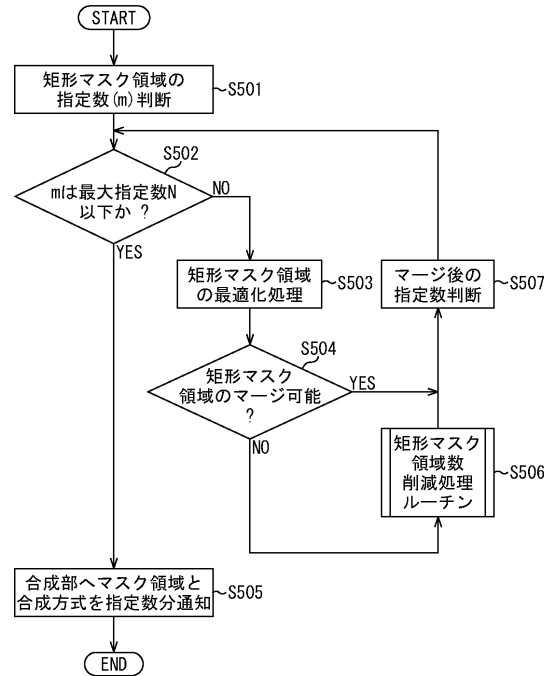 START
矩形マスク領域の
指定数(m)判断
S501
S502
mは最大指定数N
以下か ?
NO
YES
矩形マスク領域
の最適化処理
S503
マージ後の
指定数判断
S507
S504
矩形マスク
領域のマージ可能
?
YES
NO
矩形マスク
領域数
削減処理
ルーチン
S506
合成部へマスク領域と
合成方式を指定数分通知
S505
END